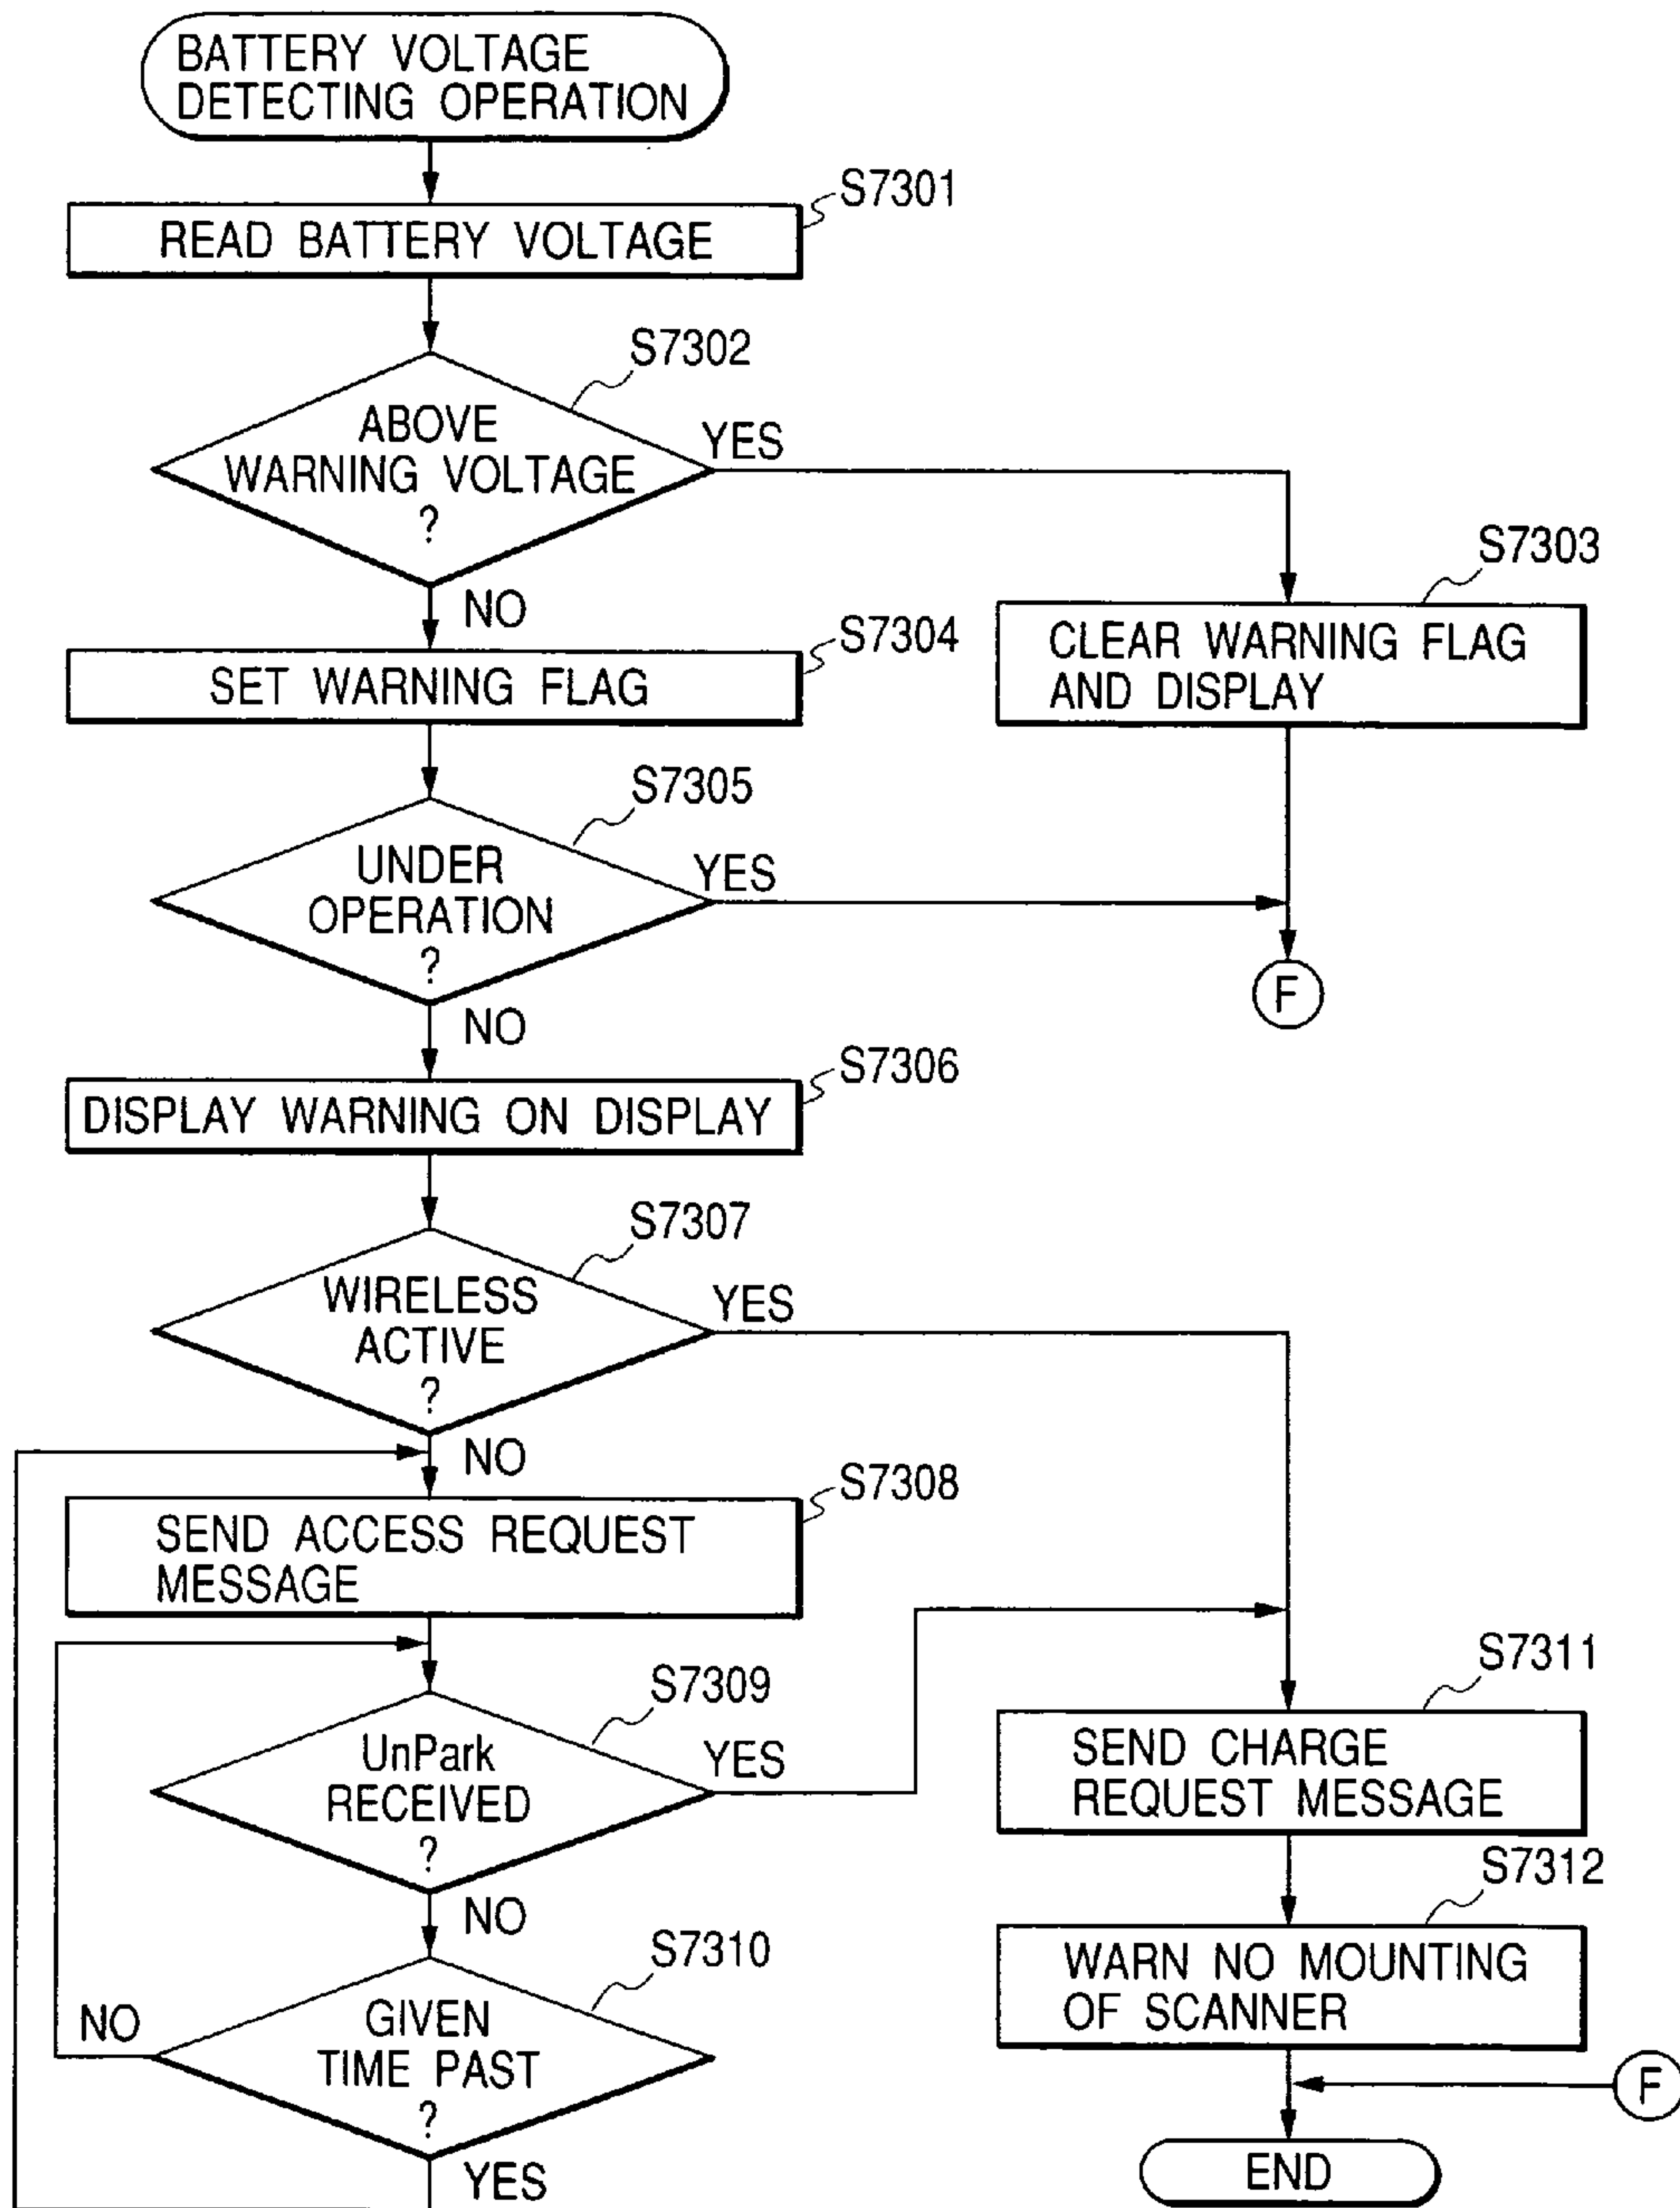 BATTERY VOLTAGE
DETECTING OPERATION
S7301
READ BATTERY VOLTAGE
S7302
ABOVE
WARNING VOLTAGE
?
YES
NO
S7303
CLEAR WARNING FLAG
AND DISPLAY
S7304
SET WARNING FLAG
S7305
UNDER
OPERATION
?
YES
F
NO
S7306
DISPLAY WARNING ON DISPLAY
S7307
WIRELESS
ACTIVE
?
YES
NO
S7308
SEND ACCESS REQUEST
MESSAGE
S7309
UnPark
RECEIVED
?
YES
NO
S7310
GIVEN
TIME PAST
?
NO
YES
S7311
SEND CHARGE
REQUEST MESSAGE
S7312
WARN NO MOUNTING
OF SCANNER
F
END